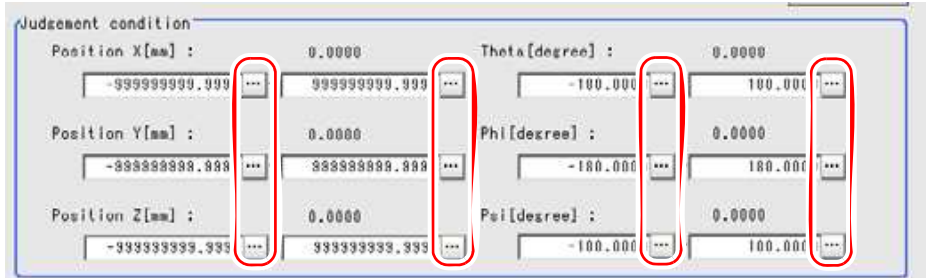 Judgement condition
Position X[mm] : 0.0000 Theta[degree] : 0.0000
-999999999.999 ... 999999999.999 ... -180.000 ... 180.000 ...
Position Y[mm] : 0.0000 Phi[degree] : 0.0000
-999999999.999 ... 999999999.999 ... -180.000 ... 180.000 ...
Position Z[mm] : 0.0000 Psi[degree] : 0.0000
-999999999.999 ... 999999999.999 ... -180.000 ... 180.000 ...